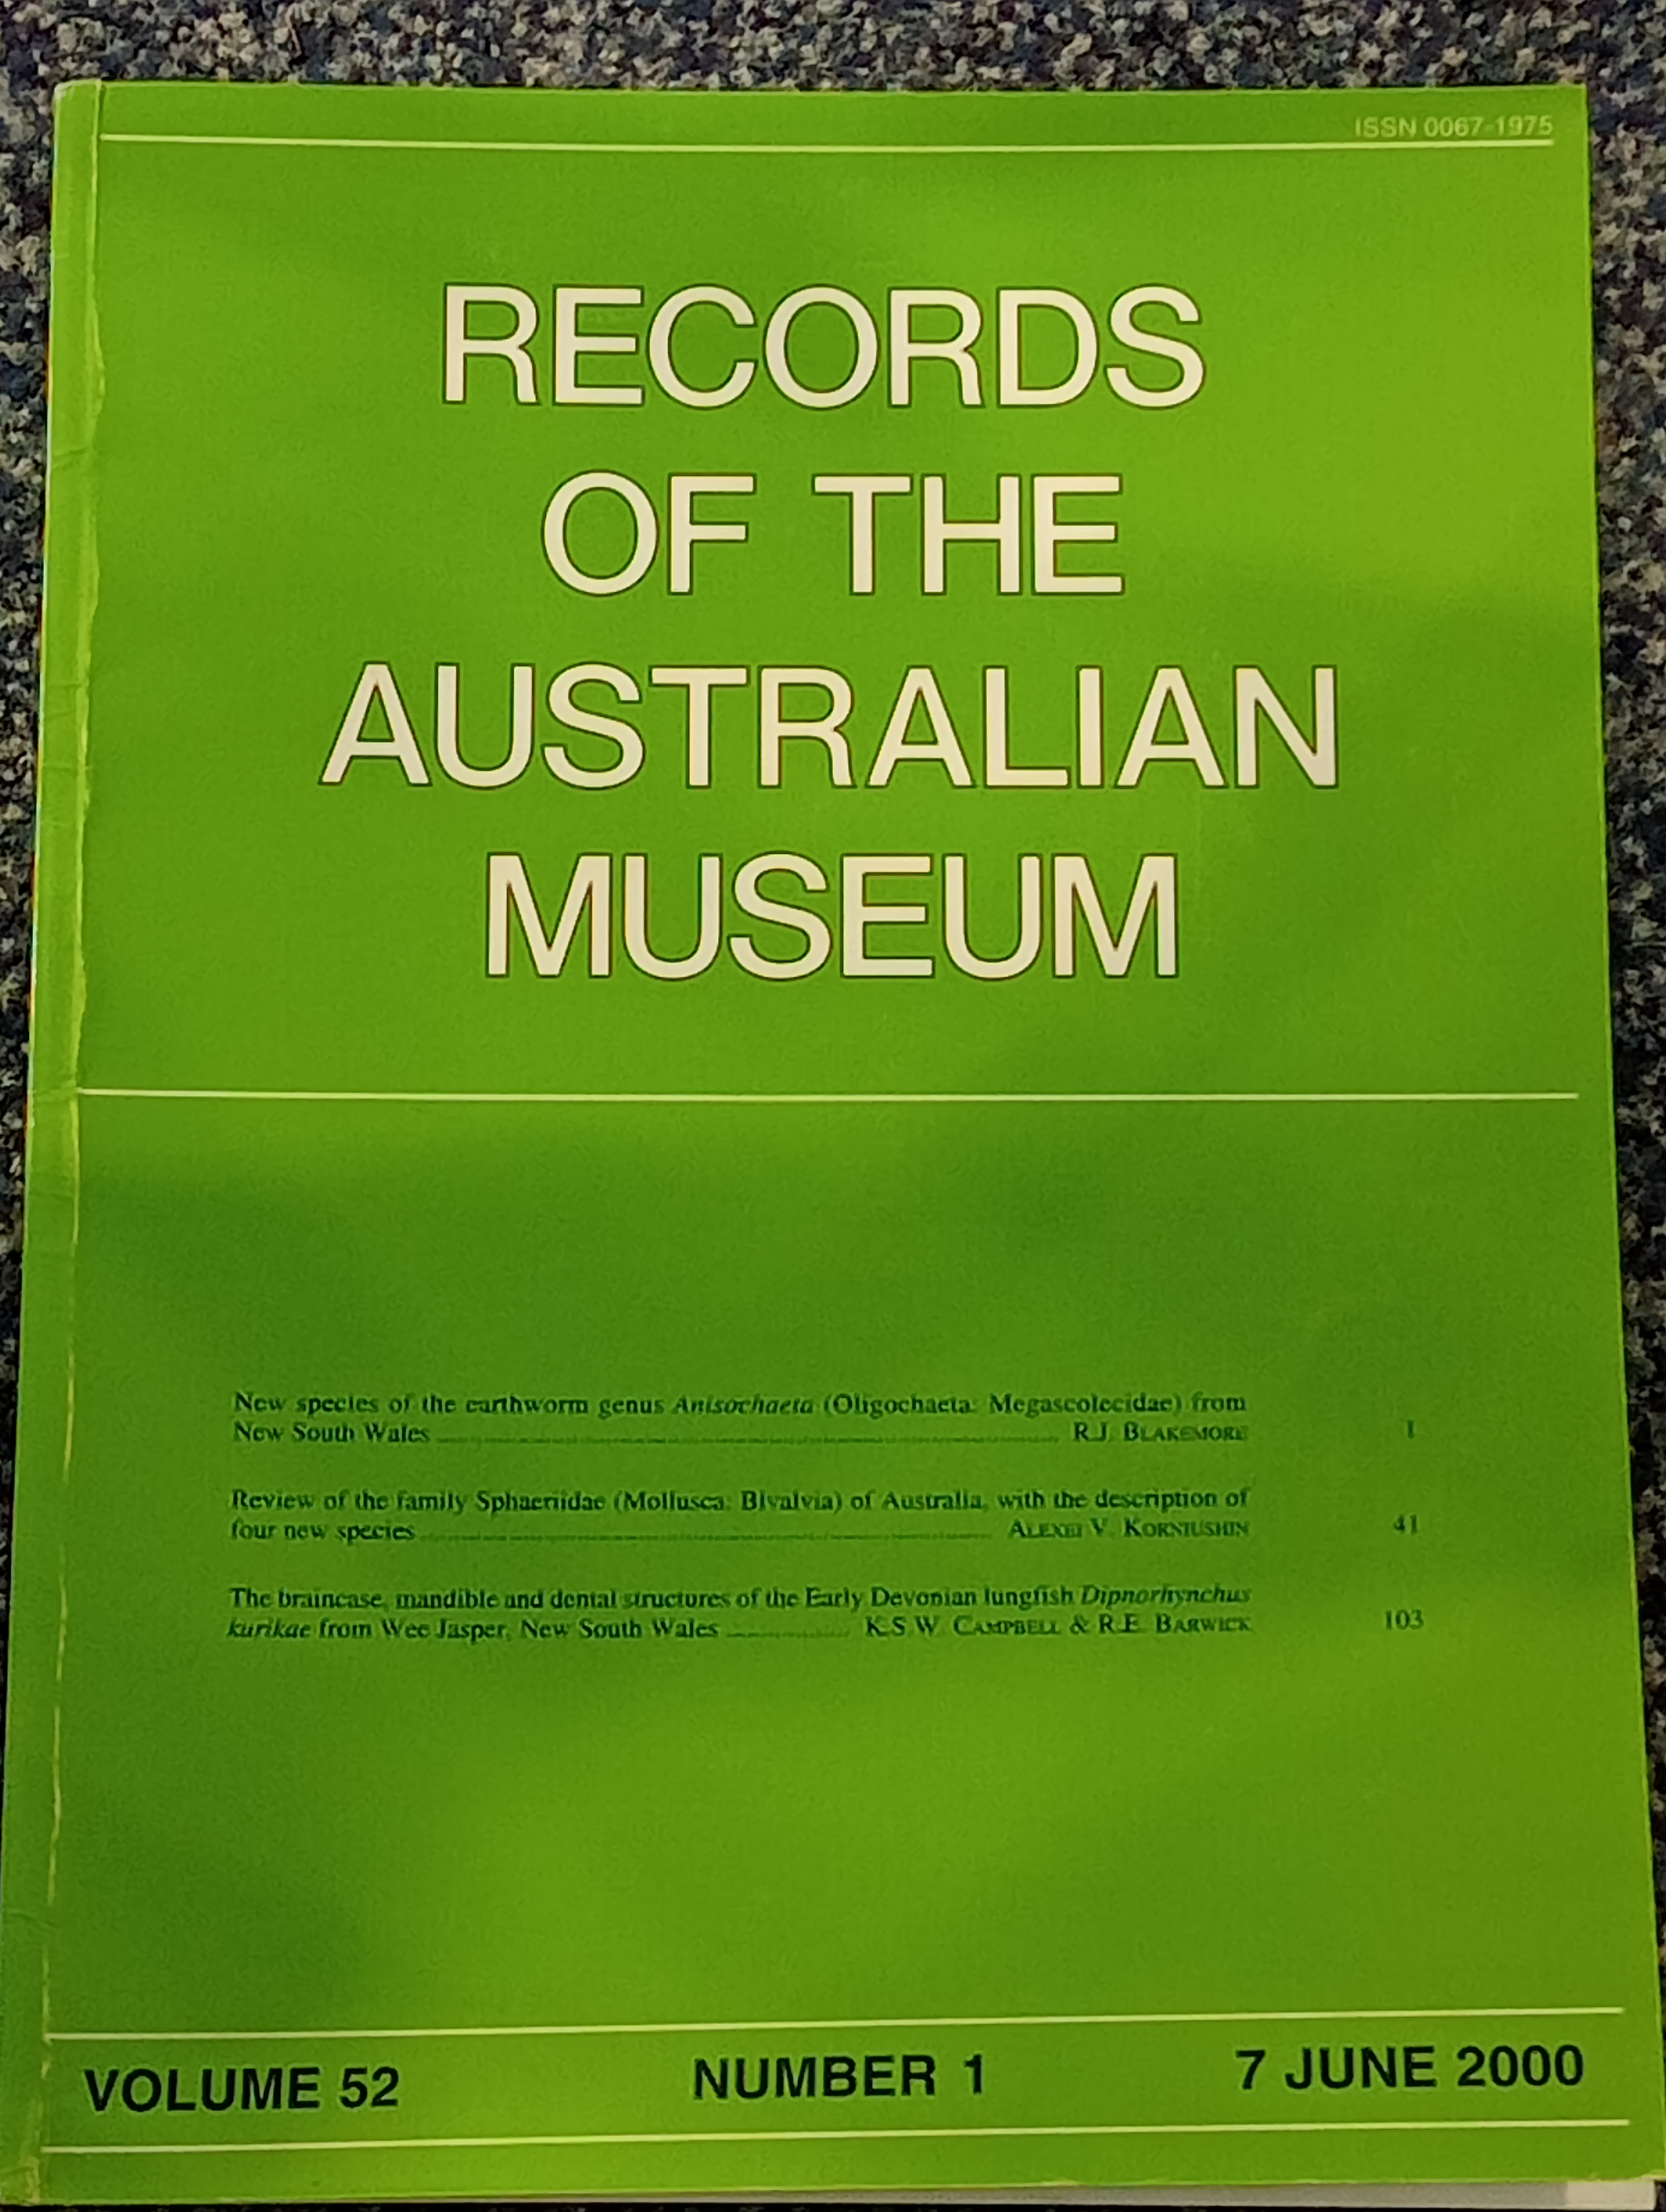 ISSN 0067-1975
RECORDS
OF THE
AUSTRALIAN
MUSEUM
New species of the earthworm genus Anisochaeta (Oligochaeta: Megascolecidae) from
New South Wales ........ R.J. BLAKEMORE 1
Review of the family Sphaeriidae (Mollusca: Bivalvia) of Australia, with the description of
four new species ........ ALEXEI V. KORNIUSHIN 41
The braincase, mandible and dental structures of the Early Devonian lungfish Dipnorhynchus
kurikae from Wee Jasper, New South Wales ........ K.S.W. CAMPBELL & R.E. BARWICK 103
VOLUME 52 NUMBER 1 7 JUNE 2000